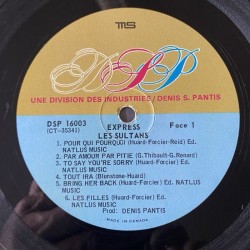 MS
DSP
UNE DIVISION DES INDUSTRIES / DENIS S. PANTIS
DSP 16003
(CT-35341)
Face 1
EXPRESS
LES SULTANS
1. POUR QUI POURQUOI (Huard-Forcier-Reid) Ed.
NATLUS MUSIC
2. PAR AMOUR PAR PITIE (G.Thibault-G.Renard)
3. TO SAY YOU'RE SORRY (Huard-Forcier) Ed.
NATLUS MUSIC
4. TOUT IRA (Blunstone-Huard)
5. BRING HER BACK (Huard-Forcier) Ed. NATLUS
MUSIC
6. LES FILLES (Huard-Forcier) Ed.
NATLUS MUSIC
Prod: DENIS PANTIS
MADE IN CANADA